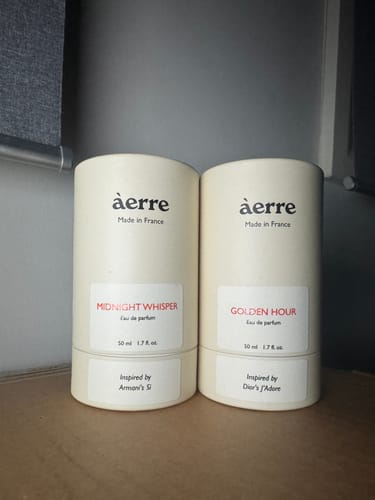 àerre
Made in France
MIDNIGHT WHISPER
Eau de parfum
50 ml 1.7 fl. oz.
Inspired by
Armani's Sì
àerre
Made in France
GOLDEN HOUR
Eau de parfum
50 ml 1.7 fl. oz.
Inspired by
Dior's J'Adore